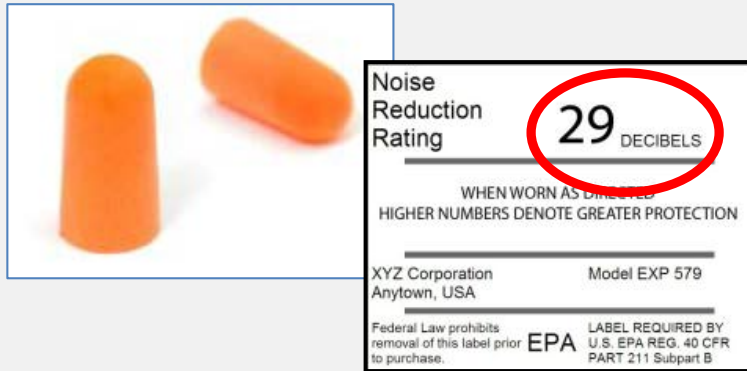 Noise
Reduction
Rating
29 DECIBELS
WHEN WORN AS DIRECTED
HIGHER NUMBERS DENOTE GREATER PROTECTION
XYZ Corporation
Anytown, USA
Model EXP 579
Federal Law prohibits
removal of this label prior
to purchase.
EPA
LABEL REQUIRED BY
U.S. EPA REG. 40 CFR
PART 211 Subpart B